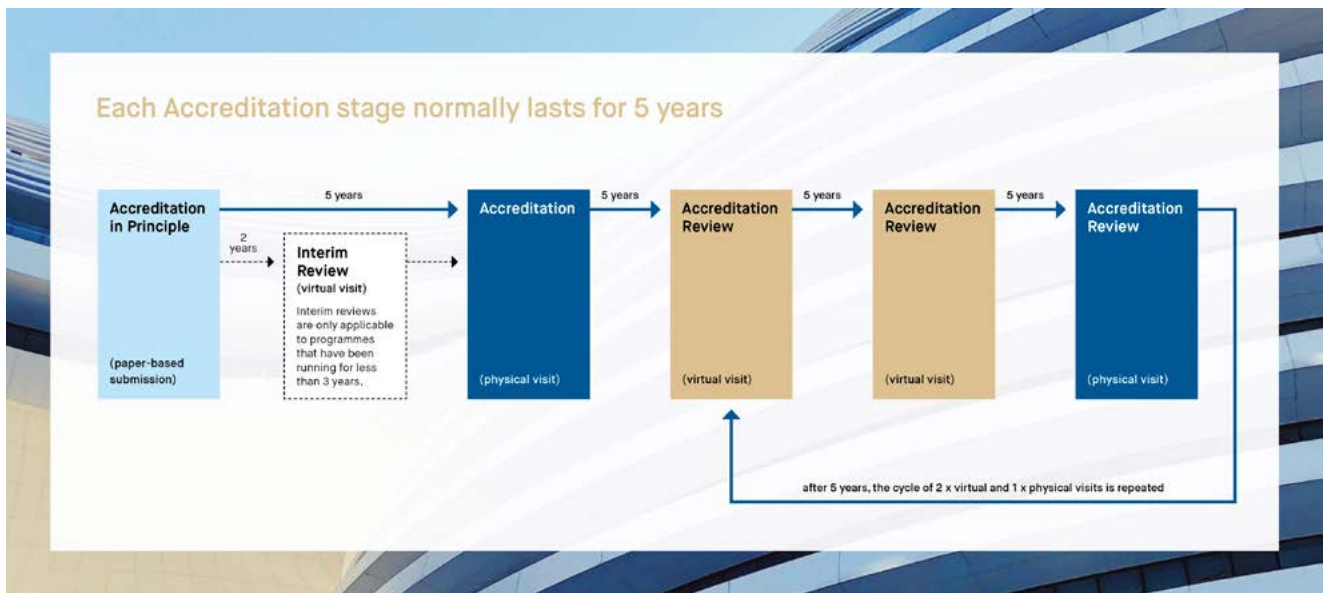 Each Accreditation stage normally lasts for 5 years
Accreditation
in Principle
(paper-based
submission)
5 years
2
years
Interim
Review
(virtual visit)
Interim reviews
are only applicable
to programmes
that have been
running for less
than 3 years.
Accreditation
(physical visit)
5 years
Accreditation
Review
(virtual visit)
5 years
Accreditation
Review
(virtual visit)
5 years
Accreditation
Review
(physical visit)
after 5 years, the cycle of 2 x virtual and 1 x physical visits is repeated